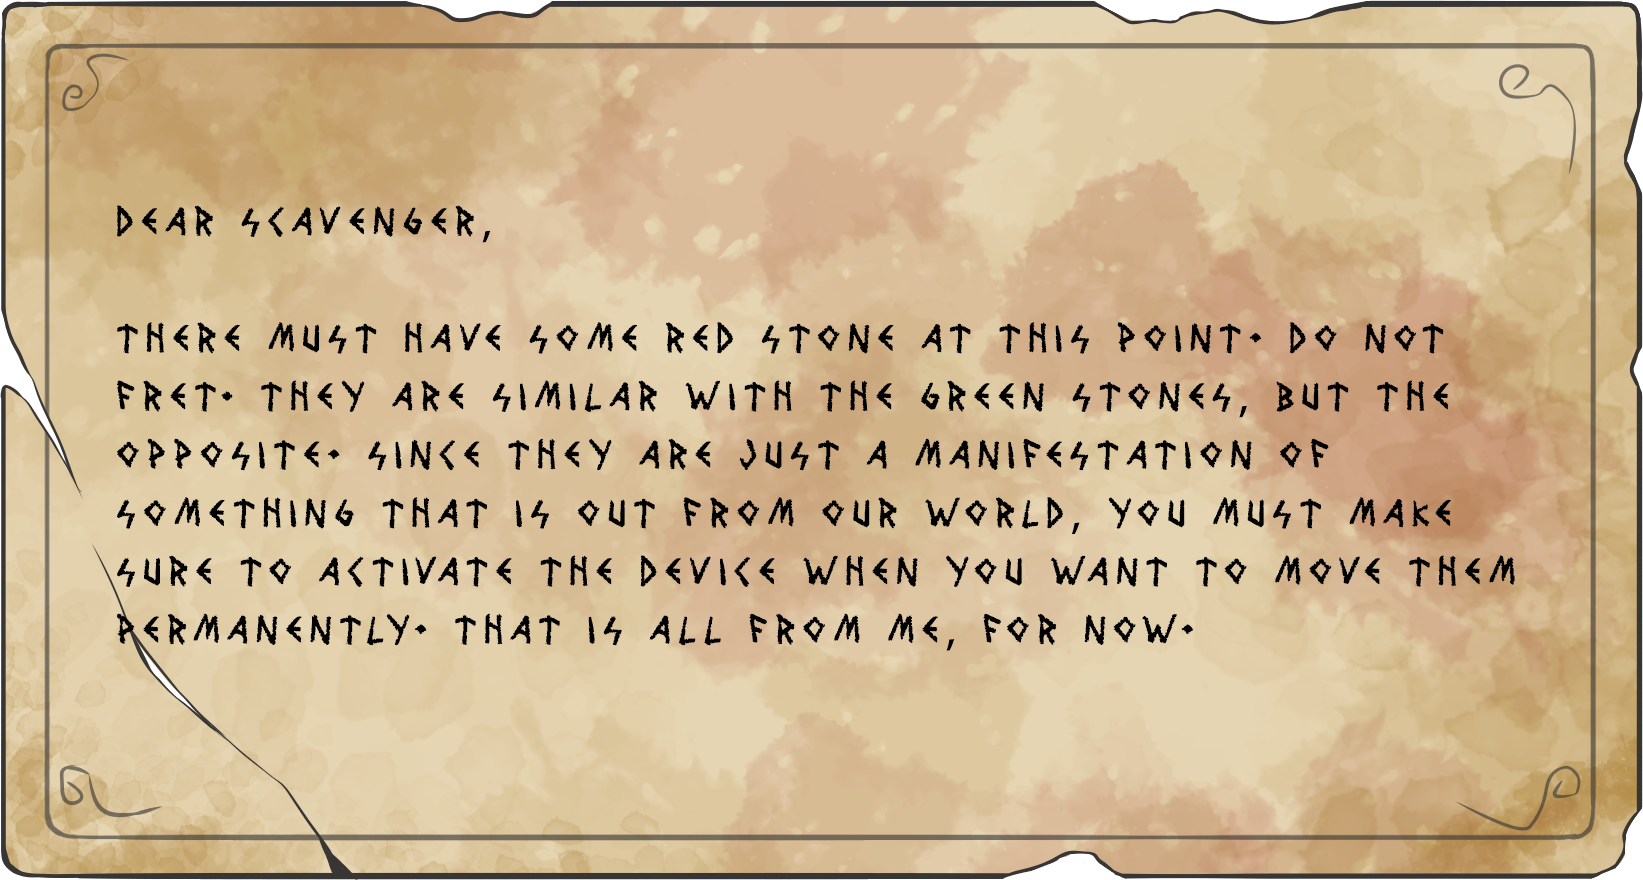 DEAR SCAVENGER,
THERE MUST HAVE SOME RED STONE AT THIS POINT. DO NOT
FRET. THEY ARE SIMILAR WITH THE GREEN STONES, BUT THE
OPPOSITE. SINCE THEY ARE JUST A MANIFESTATION OF
SOMETHING THAT IS OUT FROM OUR WORLD, YOU MUST MAKE
SURE TO ACTIVATE THE DEVICE WHEN YOU WANT TO MOVE THEM
PERMANENTLY. THAT IS ALL FROM ME, FOR NOW.